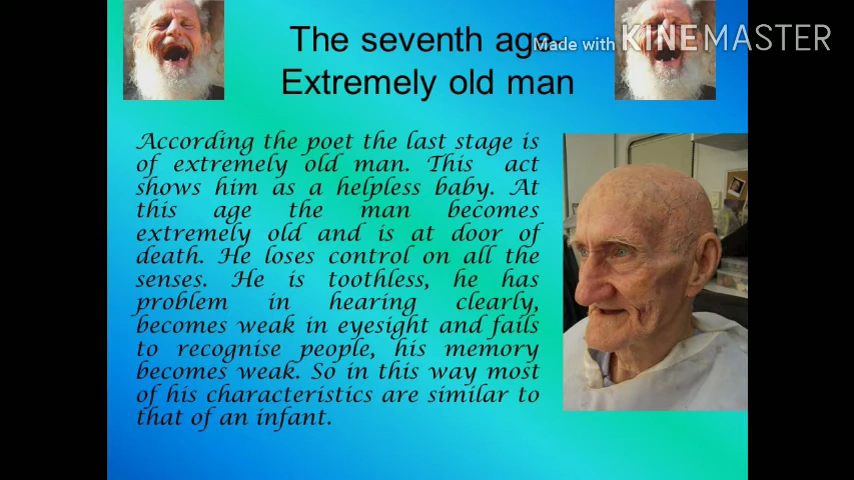 The seventh age
Made with KINEMASTER
Extremely old man
According the poet the last stage is
of extremely old man. This act
shows him as a helpless baby. At
this age the man becomes
extremely old and is at door of
death. He loses control on all the
senses. He is toothless, he has
problem in hearing clearly,
becomes weak in eyesight and fails
to recognise people, his memory
becomes weak. So in this way most
of his characteristics are similar to
that of an infant.